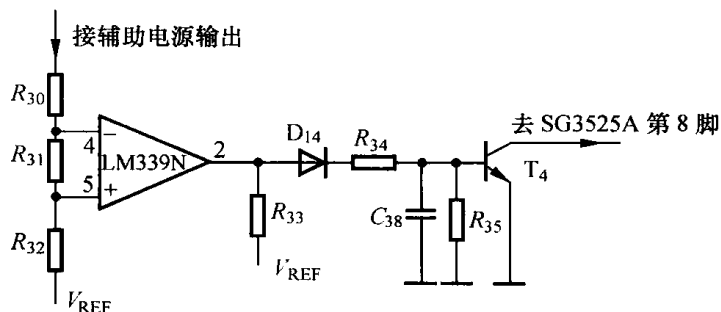 接辅助电源输出
R30
R31
R32
VREF
4
5
−
+
LM339N
2
D14
R33
VREF
R34
C38
R35
T4
去 SG3525A 第 8 脚